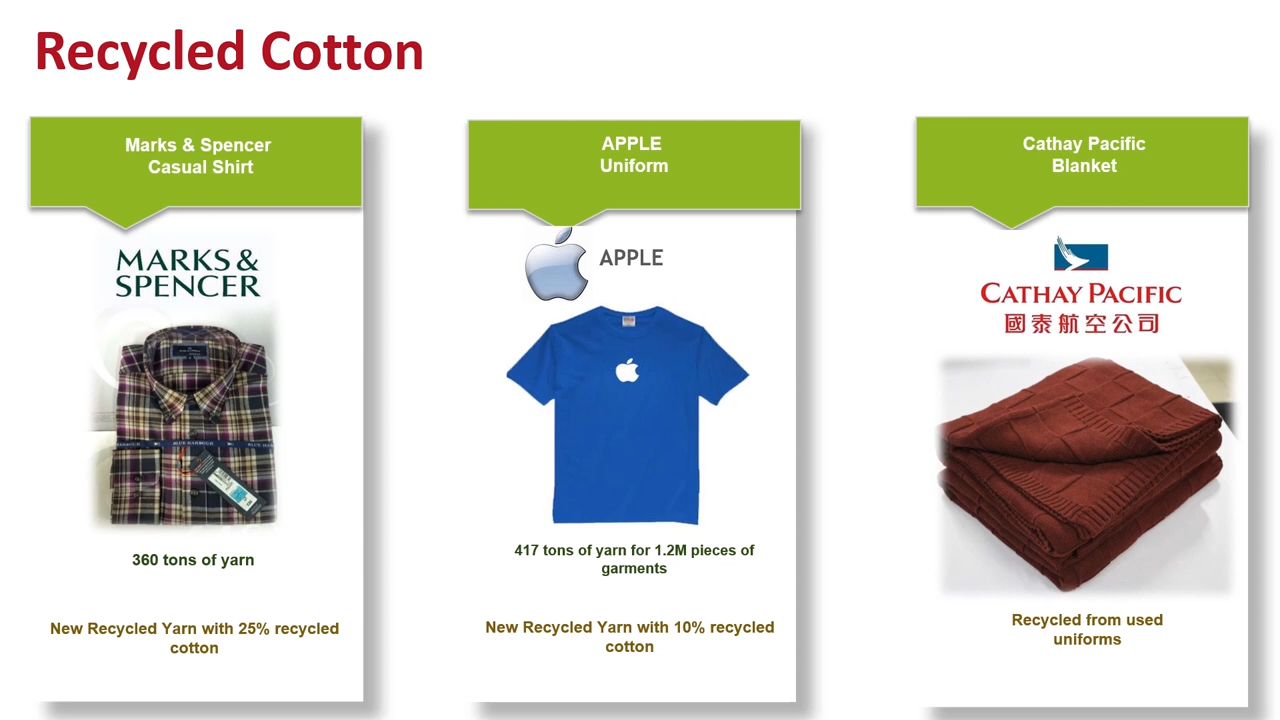 Recycled Cotton
Marks & Spencer
Casual Shirt
MARKS &
SPENCER
BLUE HARBOUR
360 tons of yarn
New Recycled Yarn with 25% recycled
cotton
APPLE
Uniform
APPLE
417 tons of yarn for 1.2M pieces of
garments
New Recycled Yarn with 10% recycled
cotton
Cathay Pacific
Blanket
CATHAY PACIFIC
國泰航空公司
Recycled from used
uniforms